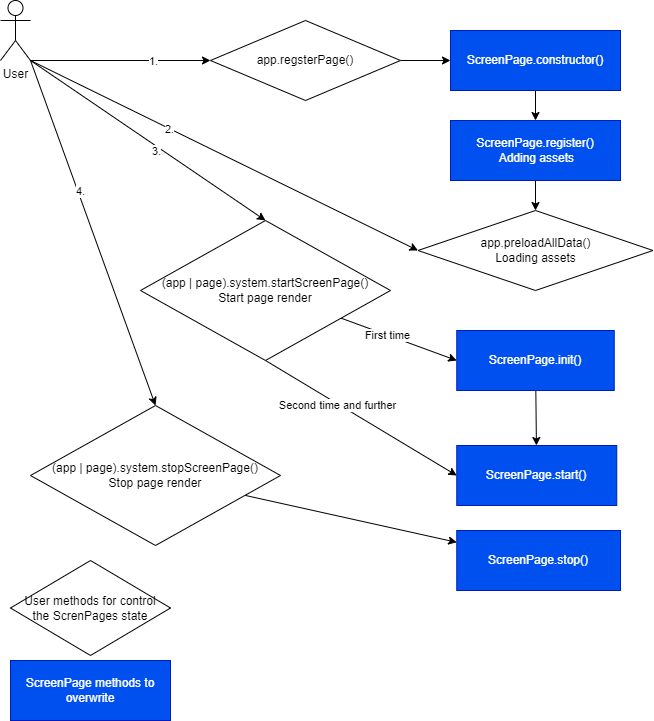 User
1.
app.regsterPage()
ScreenPage.constructor()
2.
3.
ScreenPage.register()
Adding assets
4.
app.preloadAllData()
Loading assets
(app | page).system.startScreenPage()
Start page render
First time
ScreenPage.init()
Second time and further
(app | page).system.stopScreenPage()
Stop page render
ScreenPage.start()
ScreenPage.stop()
User methods for control
the ScrenPages state
ScreenPage methods to
overwrite